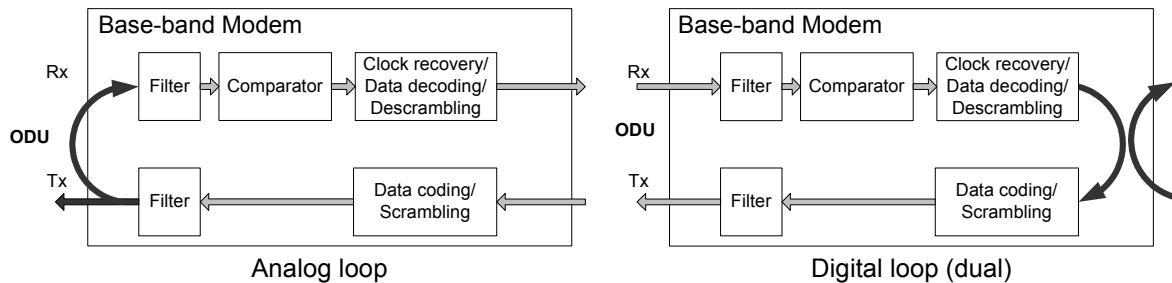 Base-band Modem
Rx
Filter
Comparator
Clock recovery/
Data decoding/
Descrambling
ODU
Tx
Filter
Data coding/
Scrambling
Analog loop
Base-band Modem
Rx
Filter
Comparator
Clock recovery/
Data decoding/
Descrambling
ODU
Tx
Filter
Data coding/
Scrambling
Digital loop (dual)